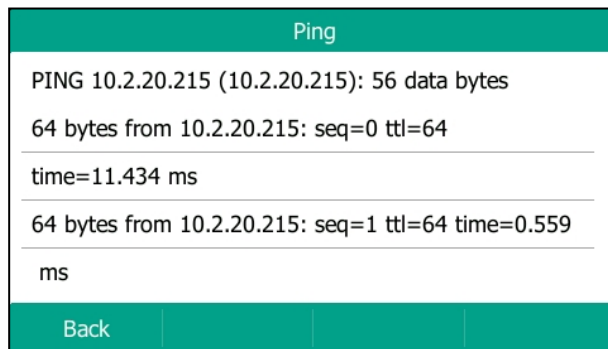 Ping
PING 10.2.20.215 (10.2.20.215): 56 data bytes
64 bytes from 10.2.20.215: seq=0 ttl=64
time=11.434 ms
64 bytes from 10.2.20.215: seq=1 ttl=64 time=0.559
ms
Back